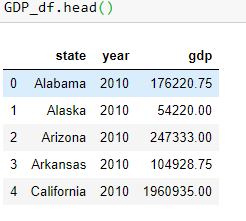 GDP_df.head()
state year gdp
0 Alabama 2010 176220.75
1 Alaska 2010 54220.00
2 Arizona 2010 247333.00
3 Arkansas 2010 104928.75
4 California 2010 1960935.00